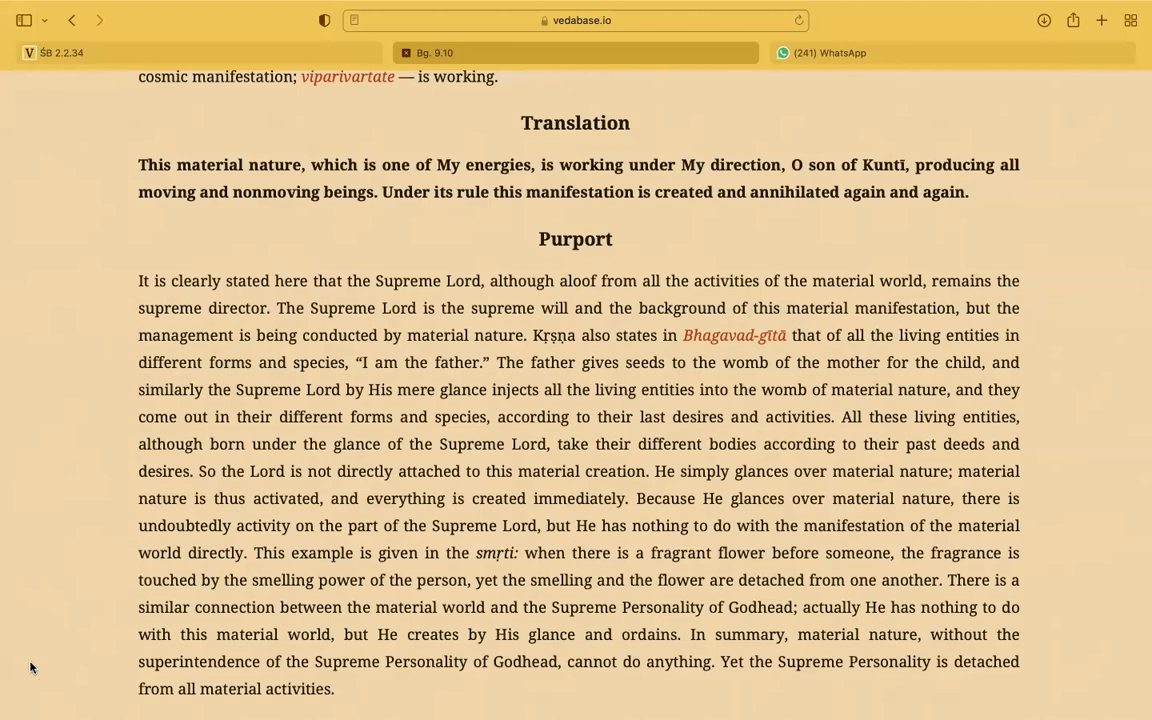 vedabase.io
V ŚB 2.2.34
Bg. 9.10
(241) WhatsApp
cosmic manifestation; viparivartate — is working.
Translation
This material nature, which is one of My energies, is working under My direction, O son of Kuntī, producing all
moving and nonmoving beings. Under its rule this manifestation is created and annihilated again and again.
Purport
It is clearly stated here that the Supreme Lord, although aloof from all the activities of the material world, remains the
supreme director. The Supreme Lord is the supreme will and the background of this material manifestation, but the
management is being conducted by material nature. Kṛṣṇa also states in Bhagavad-gītā that of all the living entities in
different forms and species, “I am the father.” The father gives seeds to the womb of the mother for the child, and
similarly the Supreme Lord by His mere glance injects all the living entities into the womb of material nature, and they
come out in their different forms and species, according to their last desires and activities. All these living entities,
although born under the glance of the Supreme Lord, take their different bodies according to their past deeds and
desires. So the Lord is not directly attached to this material creation. He simply glances over material nature; material
nature is thus activated, and everything is created immediately. Because He glances over material nature, there is
undoubtedly activity on the part of the Supreme Lord, but He has nothing to do with the manifestation of the material
world directly. This example is given in the smṛti: when there is a fragrant flower before someone, the fragrance is
touched by the smelling power of the person, yet the smelling and the flower are detached from one another. There is a
similar connection between the material world and the Supreme Personality of Godhead; actually He has nothing to do
with this material world, but He creates by His glance and ordains. In summary, material nature, without the
superintendence of the Supreme Personality of Godhead, cannot do anything. Yet the Supreme Personality is detached
from all material activities.